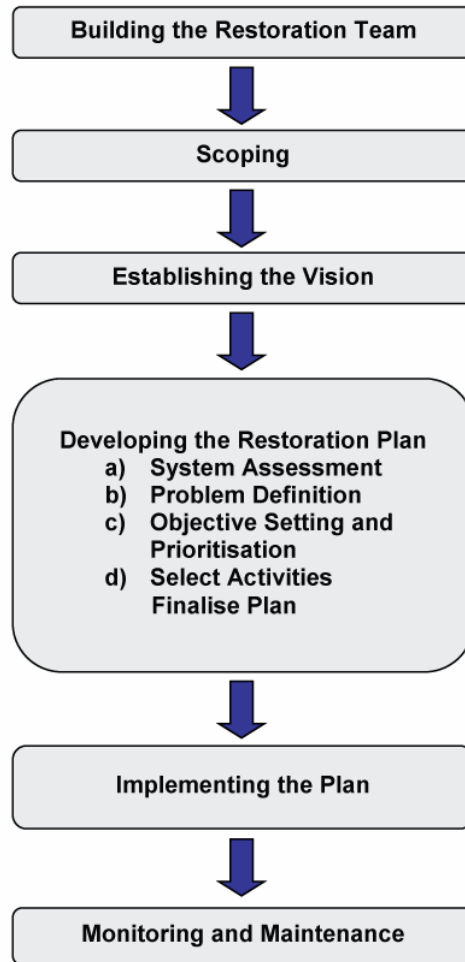 Building the Restoration Team
Scoping
Establishing the Vision
Developing the Restoration Plan
a) System Assessment
b) Problem Definition
c) Objective Setting and
Prioritisation
d) Select Activities
Finalise Plan
Implementing the Plan
Monitoring and Maintenance